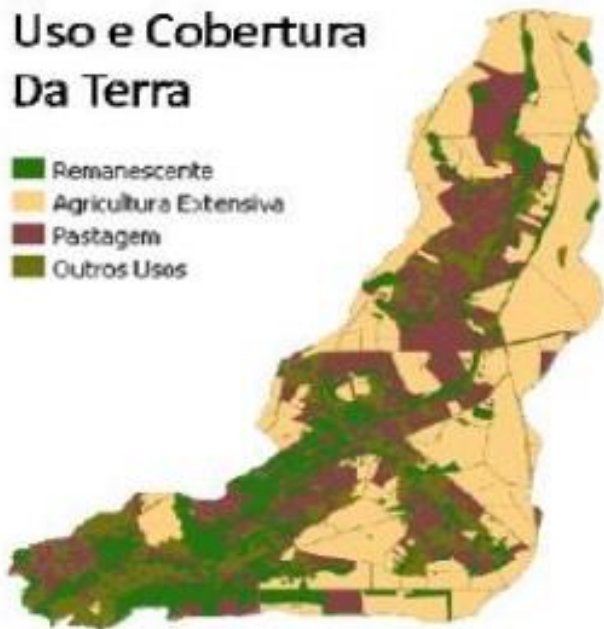 Uso e Cobertura
Da Terra
Remanescente
Agricultura Extensiva
Pastagem
Outros Usos